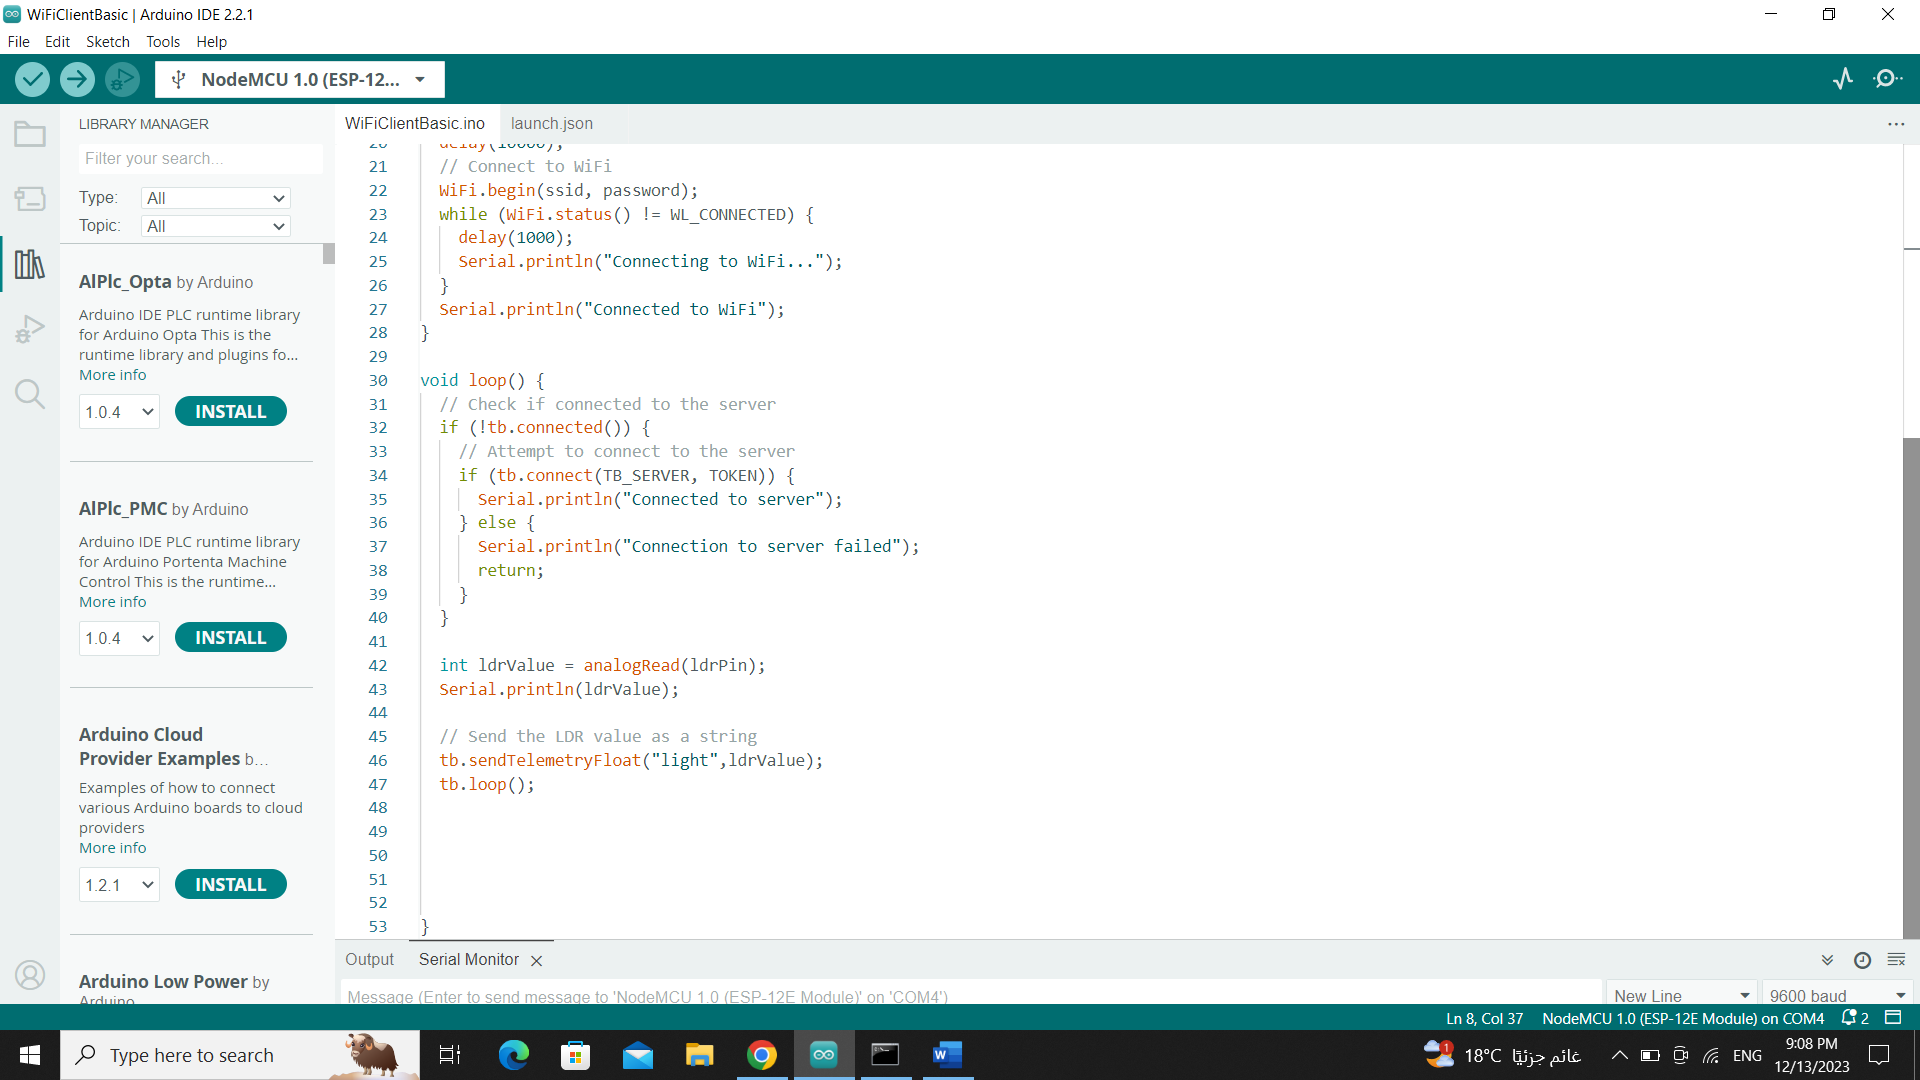 WiFiClientBasic | Arduino IDE 2.2.1
File Edit Sketch Tools Help
NodeMCU 1.0 (ESP-12...
LIBRARY MANAGER
Filter your search...
Type: All
Topic: All
AlPlc_Opta by Arduino
Arduino IDE PLC runtime library
for Arduino Opta This is the
runtime library and plugins fo...
More info
1.0.4 INSTALL
AlPlc_PMC by Arduino
Arduino IDE PLC runtime library
for Arduino Portenta Machine
Control This is the runtime...
More info
1.0.4 INSTALL
Arduino Cloud
Provider Examples b...
Examples of how to connect
various Arduino boards to cloud
providers
More info
1.2.1 INSTALL
Arduino Low Power by
Arduino
WiFiClientBasic.ino launch.json
20 delay(10000);
21 // Connect to WiFi
22 WiFi.begin(ssid, password);
23 while (WiFi.status() != WL_CONNECTED) {
24 delay(1000);
25 Serial.println("Connecting to WiFi...");
26 }
27 Serial.println("Connected to WiFi");
28 }
29
30 void loop() {
31 // Check if connected to the server
32 if (!tb.connected()) {
33 // Attempt to connect to the server
34 if (tb.connect(TB_SERVER, TOKEN)) {
35 Serial.println("Connected to server");
36 } else {
37 Serial.println("Connection to server failed");
38 return;
39 }
40 }
41
42 int ldrValue = analogRead(ldrPin);
43 Serial.println(ldrValue);
44
45 // Send the LDR value as a string
46 tb.sendTelemetryFloat("light",ldrValue);
47 tb.loop();
48
49
50
51
52
53 }
Output Serial Monitor
Message (Enter to send message to 'NodeMCU 1.0 (ESP-12E Module)' on 'COM4')
New Line 9600 baud
Ln 8, Col 37 NodeMCU 1.0 (ESP-12E Module) on COM4 2
Type here to search
1 18°C غائم جزئيًا ENG
9:08 PM
12/13/2023